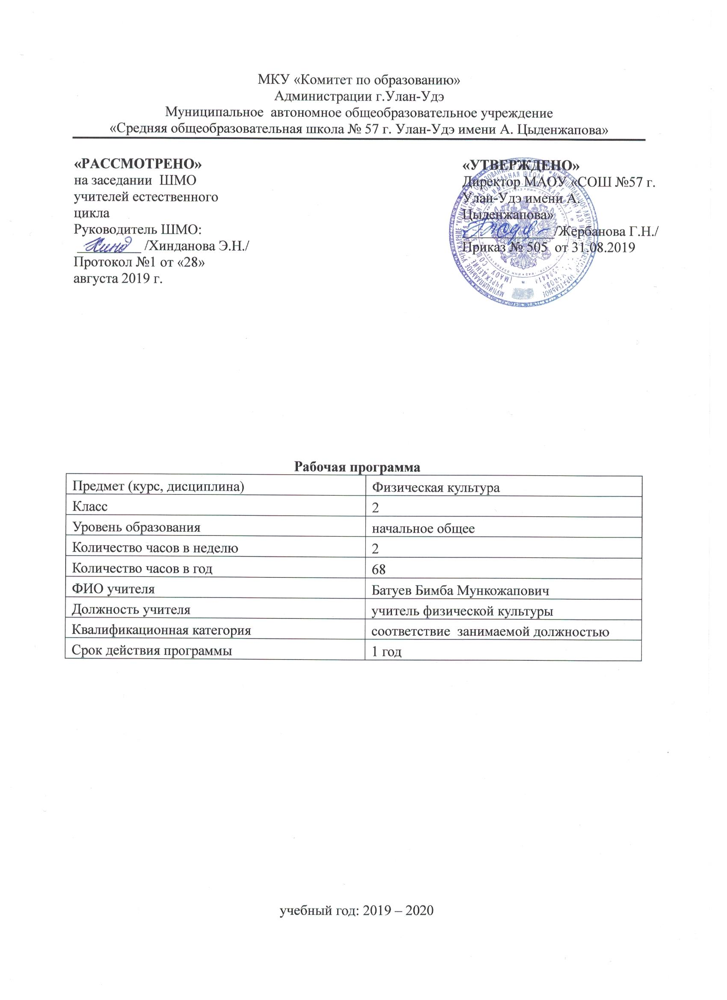 МКУ «Комитет по образованию»
Администрации г.Улан-Удэ
Муниципальное  автономное общеобразовательное учреждение
«Средняя общеобразовательная школа № 57 г. Улан-Удэ имени А. Цыденжапова»
«РАССМОТРЕНО»
на заседании  ШМО
учителей естественного
цикла
Руководитель ШМО:
__________ /Хинданова Э.Н./
Протокол №1 от «28»
августа 2019 г.
«УТВЕРЖДЕНО»
Директор МАОУ «СОШ №57 г.
Улан-Удэ имени А.
Цыденжапова»
______________/Жербанова Г.Н./
Приказ № 505  от 31.08.2019
Рабочая программа
Предмет (курс, дисциплина) Физическая культура
Класс 2
Уровень образования начальное общее
Количество часов в неделю 2
Количество часов в год 68
ФИО учителя Батуев Бимба Мункожапович
Должность учителя учитель физической культуры
Квалификационная категория соответствие  занимаемой должностью
Срок действия программы 1 год
учебный год: 2019 – 2020